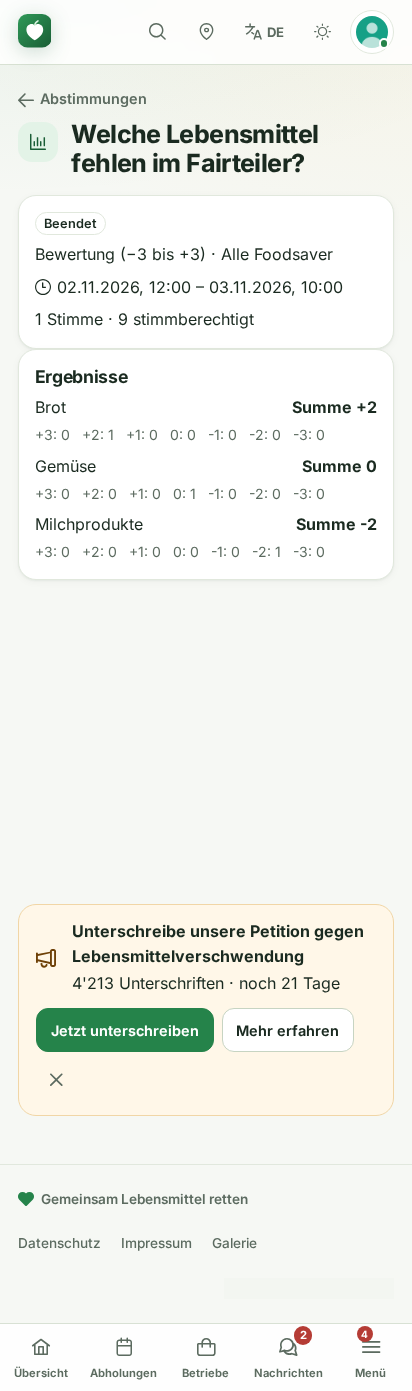 DE
Abstimmungen
Welche Lebensmittel
fehlen im Fairteiler?
Beendet
Bewertung (−3 bis +3) · Alle Foodsaver
02.11.2026, 12:00 – 03.11.2026, 10:00
1 Stimme · 9 stimmberechtigt
Ergebnisse
Brot Summe +2
+3: 0 +2: 1 +1: 0 0: 0 -1: 0 -2: 0 -3: 0
Gemüse Summe 0
+3: 0 +2: 0 +1: 0 0: 1 -1: 0 -2: 0 -3: 0
Milchprodukte Summe -2
+3: 0 +2: 0 +1: 0 0: 0 -1: 0 -2: 1 -3: 0
Unterschreibe unsere Petition gegen
Lebensmittelverschwendung
4'213 Unterschriften · noch 21 Tage
Jetzt unterschreiben Mehr erfahren
Gemeinsam Lebensmittel retten
Datenschutz Impressum Galerie
2 4
Übersicht Abholungen Betriebe Nachrichten Menü